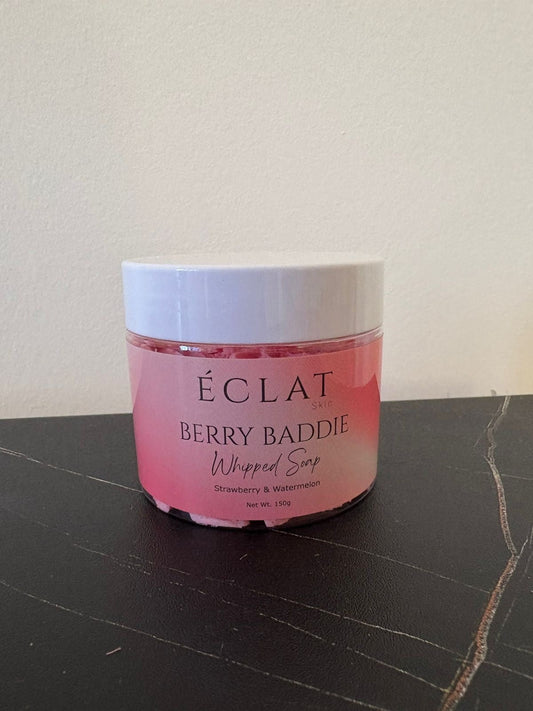 ÉCLAT
Skin
BERRY BADDIE
Whipped Soap
Strawberry & Watermelon
Net Wt. 150g